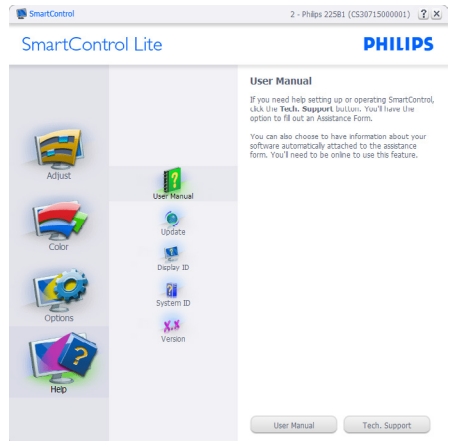 SmartControl
2 - Philips 225B1 (CS30715000001)
SmartControl Lite
PHILIPS
Adjust
Color
Options
Help
User Manual
Update
Display ID
System ID
X.X
Version
User Manual
If you need help setting up or operating SmartControl,
click the Tech. Support button. You'll have the
option to fill out an Assistance Form.
You can also choose to have information about your
software automatically attached to the assistance
form. You'll need to be online to use this feature.
User Manual
Tech. Support